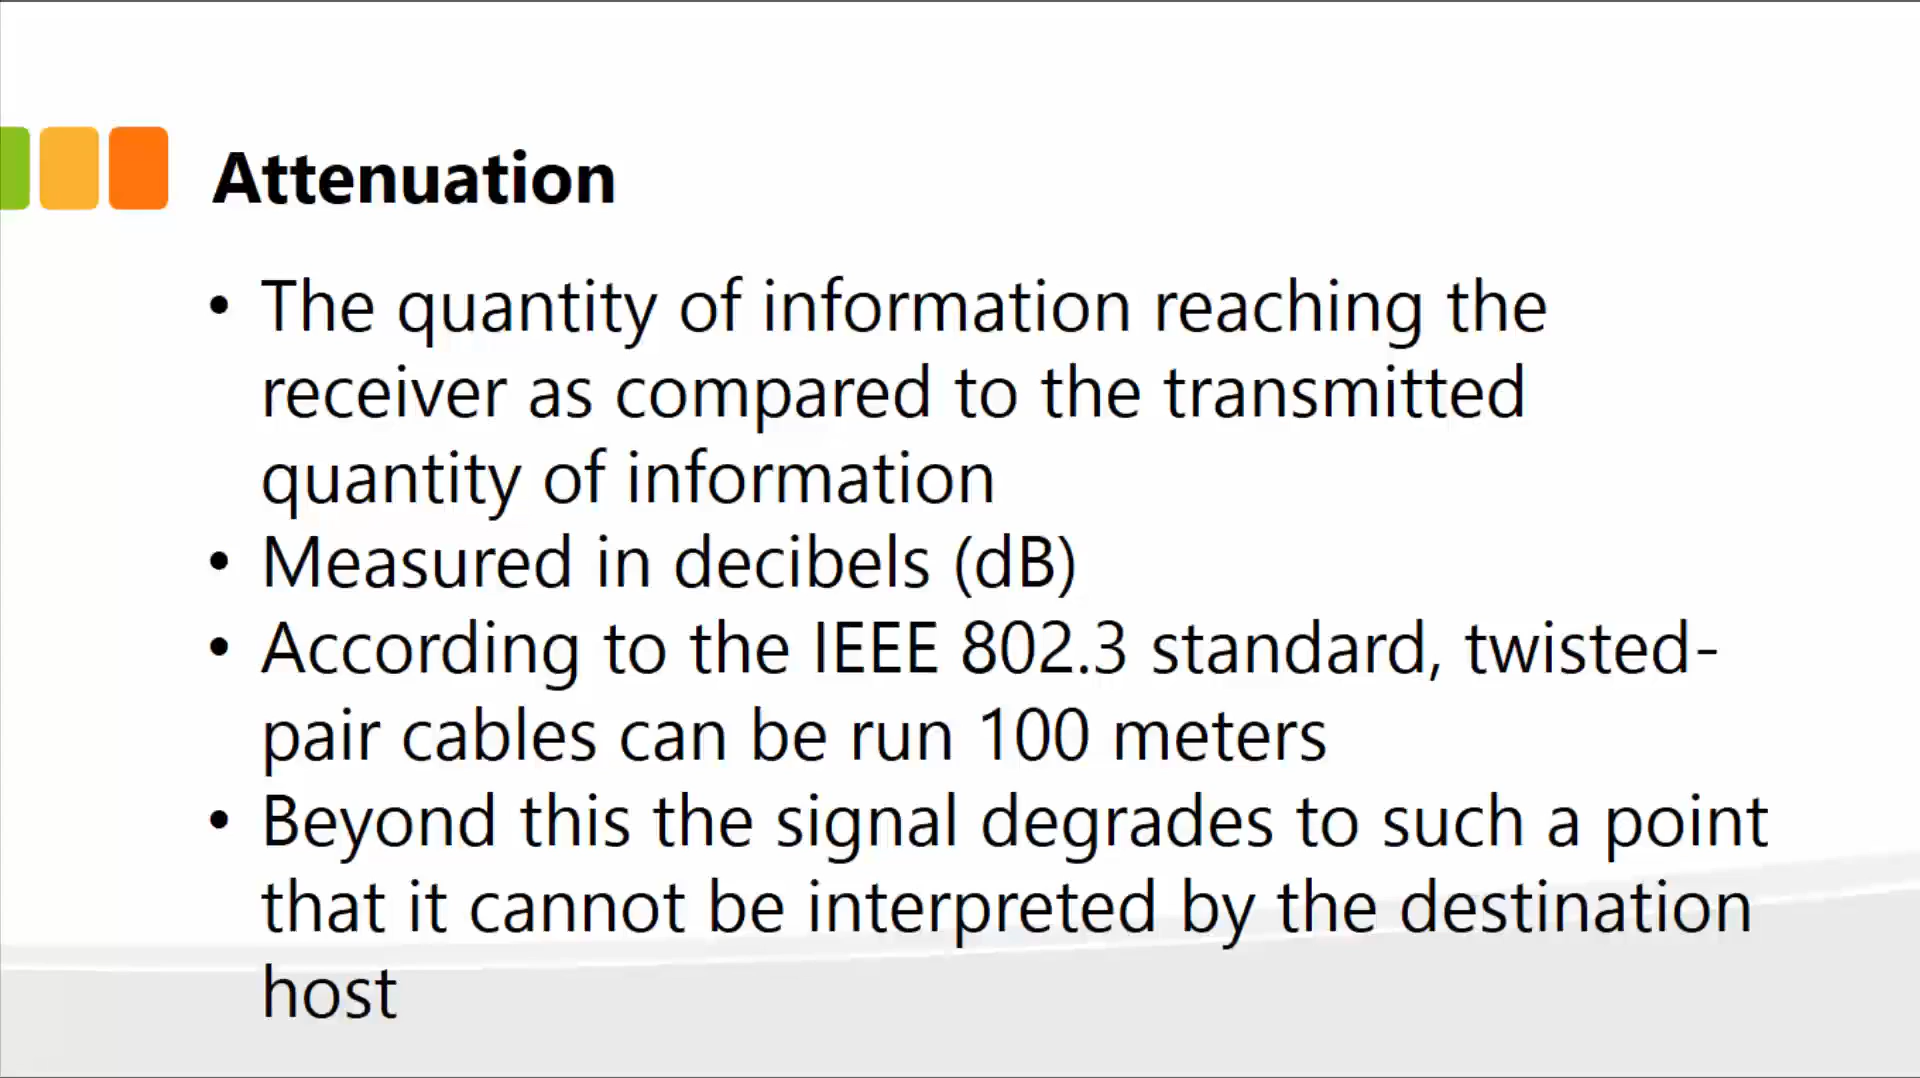 Attenuation
• The quantity of information reaching the
receiver as compared to the transmitted
quantity of information
• Measured in decibels (dB)
• According to the IEEE 802.3 standard, twisted-
pair cables can be run 100 meters
• Beyond this the signal degrades to such a point
that it cannot be interpreted by the destination
host